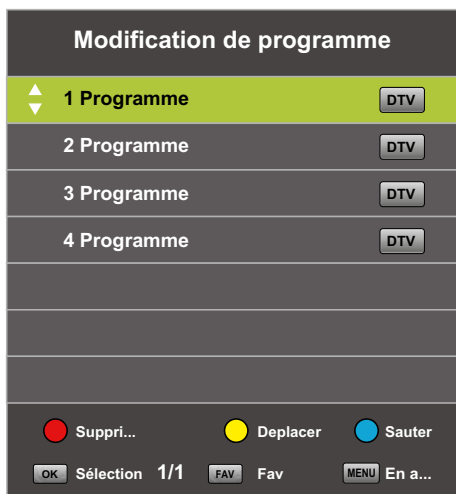 Modification de programme
1 Programme DTV
2 Programme DTV
3 Programme DTV
4 Programme DTV
Suppri... Deplacer Sauter
OK Sélection 1/1 FAV Fav MENU En a...